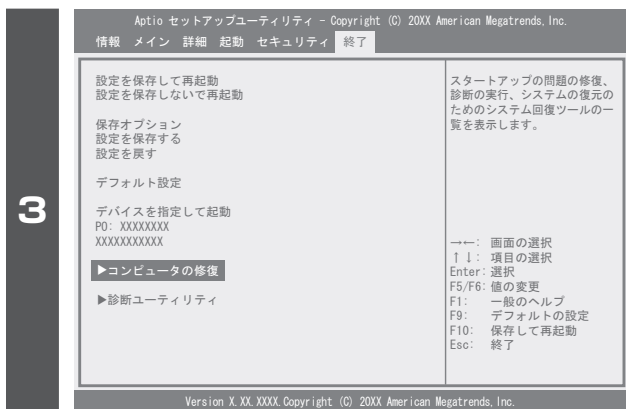 3
Aptio セットアップユーティリティ - Copyright (C) 20XX American Megatrends, Inc.
情報 メイン 詳細 起動 セキュリティ 終了
設定を保存して再起動
設定を保存しないで再起動
保存オプション
設定を保存する
設定を戻す
デフォルト設定
デバイスを指定して起動
P0: XXXXXXXX
XXXXXXXXXXX
▶コンピュータの修復
▶診断ユーティリティ
スタートアップの問題の修復、
診断の実行、システムの復元の
ためのシステム回復ツールの一
覧を表示します。
→←: 画面の選択
↑↓: 項目の選択
Enter: 選択
F5/F6: 値の変更
F1: 一般のヘルプ
F9: デフォルトの設定
F10: 保存して再起動
Esc: 終了
Version X.XX.XXXX.Copyright (C) 20XX American Megatrends, Inc.